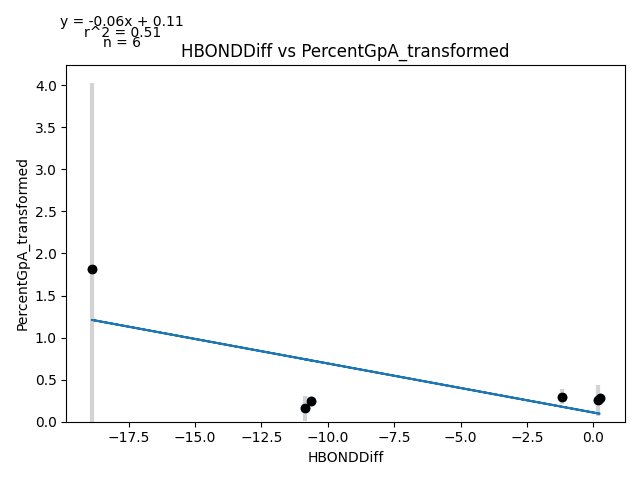 y = -0.06x + 0.11
r^2 = 0.51
n = 6
HBONDDiff vs PercentGpA_transformed
4.0
3.5
3.0
2.5
2.0
1.5
1.0
0.5
0.0
PercentGpA_transformed
−17.5 −15.0 −12.5 −10.0 −7.5 −5.0 −2.5 0.0
HBONDDiff